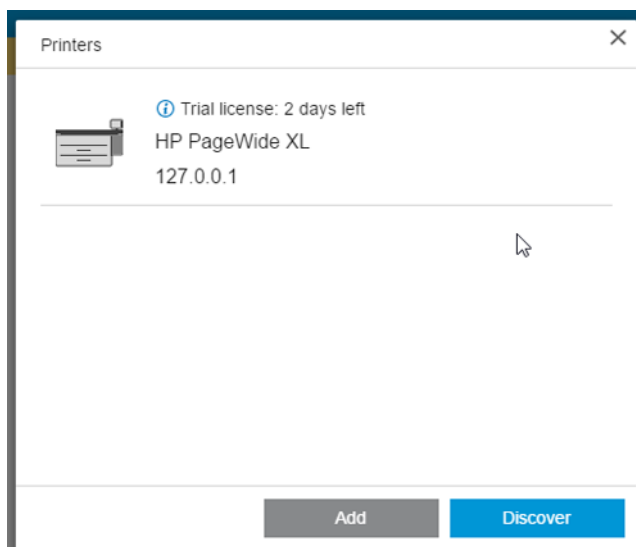 Printers
Trial license: 2 days left
HP PageWide XL
127.0.0.1
Add
Discover